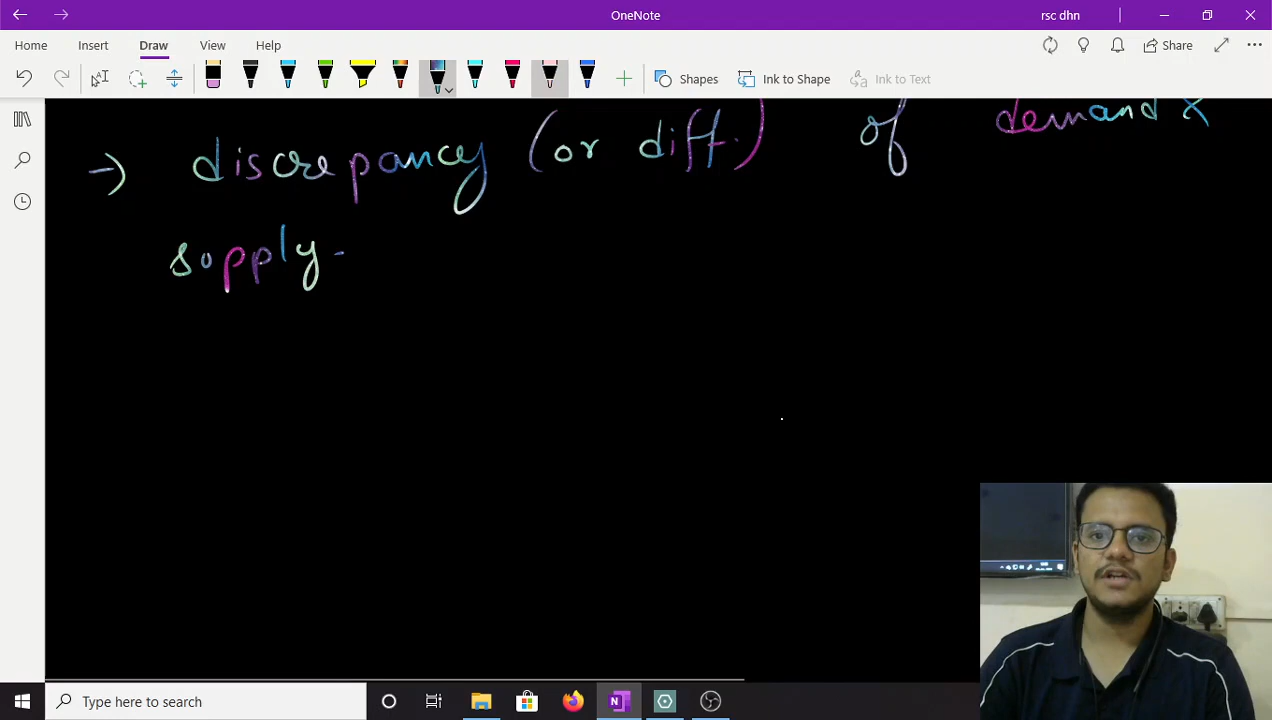 OneNote
rsc dhn
Home Insert Draw View Help
Share
Shapes Ink to Shape Ink to Text
→ discrepancy (or diff.) of demand &
supply.
Type here to search